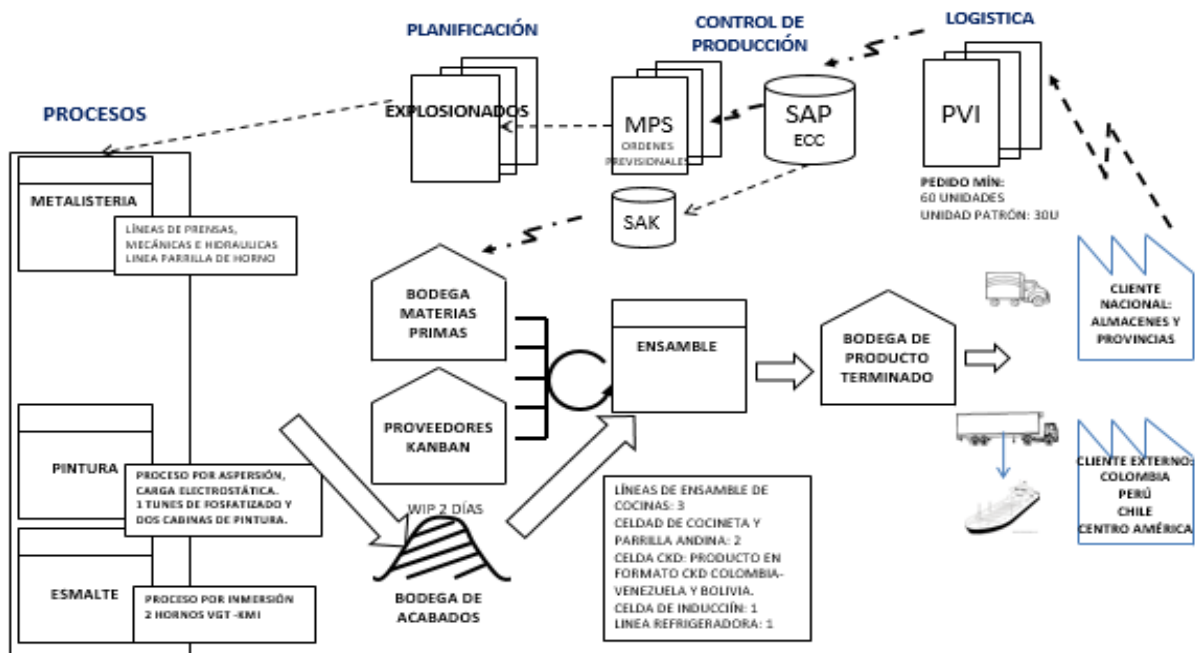 PLANIFICACIÓN
CONTROL DE
PRODUCCIÓN
LOGISTICA
PROCESOS
EXPLOSIONADOS
MPS
ORDENES
PREVISIONALES
SAP
ECC
PVI
PEDIDO MÍN:
60 UNIDADES
UNIDAD PATRÓN: 30U
SAK
METALISTERIA
LÍNEAS DE PRENSAS,
MECÁNICAS E HIDRAULICAS
LINEA PARRILLA DE HORNO
BODEGA
MATERIAS
PRIMAS
PROVEEDORES
KANBAN
ENSAMBLE
BODEGA DE
PRODUCTO
TERMINADO
CLIENTE
NACIONAL:
ALMACENES Y
PROVINCIAS
PINTURA
PROCESO POR ASPERSIÓN,
CARGA ELECTROSTÁTICA.
1 TUNES DE FOSFATIZADO Y
DOS CABINAS DE PINTURA.
ESMALTE
PROCESO POR INMERSIÓN
2 HORNOS VGT -KMI
WIP 2 DÍAS
BODEGA DE
ACABADOS
LÍNEAS DE ENSAMBLE DE
COCINAS: 3
CELDAD DE COCINETA Y
PARRILLA ANDINA: 2
CELDA CKD: PRODUCTO EN
FORMATO CKD COLOMBIA-
VENEZUELA Y BOLIVIA.
CELDA DE INDUCCIÍN: 1
LINEA REFRIGERADORA: 1
CLIENTE EXTERNO:
COLOMBIA
PERÚ
CHILE
CENTRO AMÉRICA